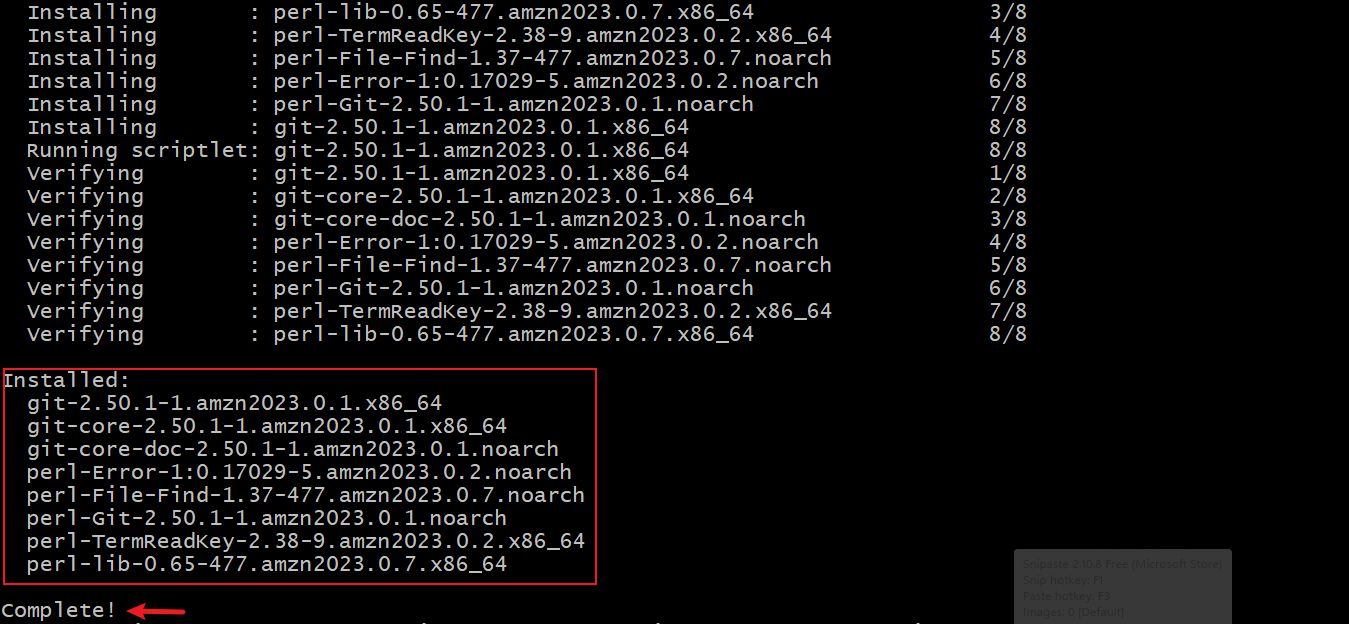 Installing : perl-lib-0.65-477.amzn2023.0.7.x86_64 3/8
Installing : perl-TermReadKey-2.38-9.amzn2023.0.2.x86_64 4/8
Installing : perl-File-Find-1.37-477.amzn2023.0.7.noarch 5/8
Installing : perl-Error-1:0.17029-5.amzn2023.0.2.noarch 6/8
Installing : perl-Git-2.50.1-1.amzn2023.0.1.noarch 7/8
Installing : git-2.50.1-1.amzn2023.0.1.x86_64 8/8
Running scriptlet: git-2.50.1-1.amzn2023.0.1.x86_64 8/8
Verifying : git-2.50.1-1.amzn2023.0.1.x86_64 1/8
Verifying : git-core-2.50.1-1.amzn2023.0.1.x86_64 2/8
Verifying : git-core-doc-2.50.1-1.amzn2023.0.1.noarch 3/8
Verifying : perl-Error-1:0.17029-5.amzn2023.0.2.noarch 4/8
Verifying : perl-File-Find-1.37-477.amzn2023.0.7.noarch 5/8
Verifying : perl-Git-2.50.1-1.amzn2023.0.1.noarch 6/8
Verifying : perl-TermReadKey-2.38-9.amzn2023.0.2.x86_64 7/8
Verifying : perl-lib-0.65-477.amzn2023.0.7.x86_64 8/8
Installed:
git-2.50.1-1.amzn2023.0.1.x86_64
git-core-2.50.1-1.amzn2023.0.1.x86_64
git-core-doc-2.50.1-1.amzn2023.0.1.noarch
perl-Error-1:0.17029-5.amzn2023.0.2.noarch
perl-File-Find-1.37-477.amzn2023.0.7.noarch
perl-Git-2.50.1-1.amzn2023.0.1.noarch
perl-TermReadKey-2.38-9.amzn2023.0.2.x86_64
perl-lib-0.65-477.amzn2023.0.7.x86_64
Complete!
Snipaste 2.10.8 Free (Microsoft Store)
Snip hotkey: F1
Paste hotkey: F3
Images: 0 [Default]